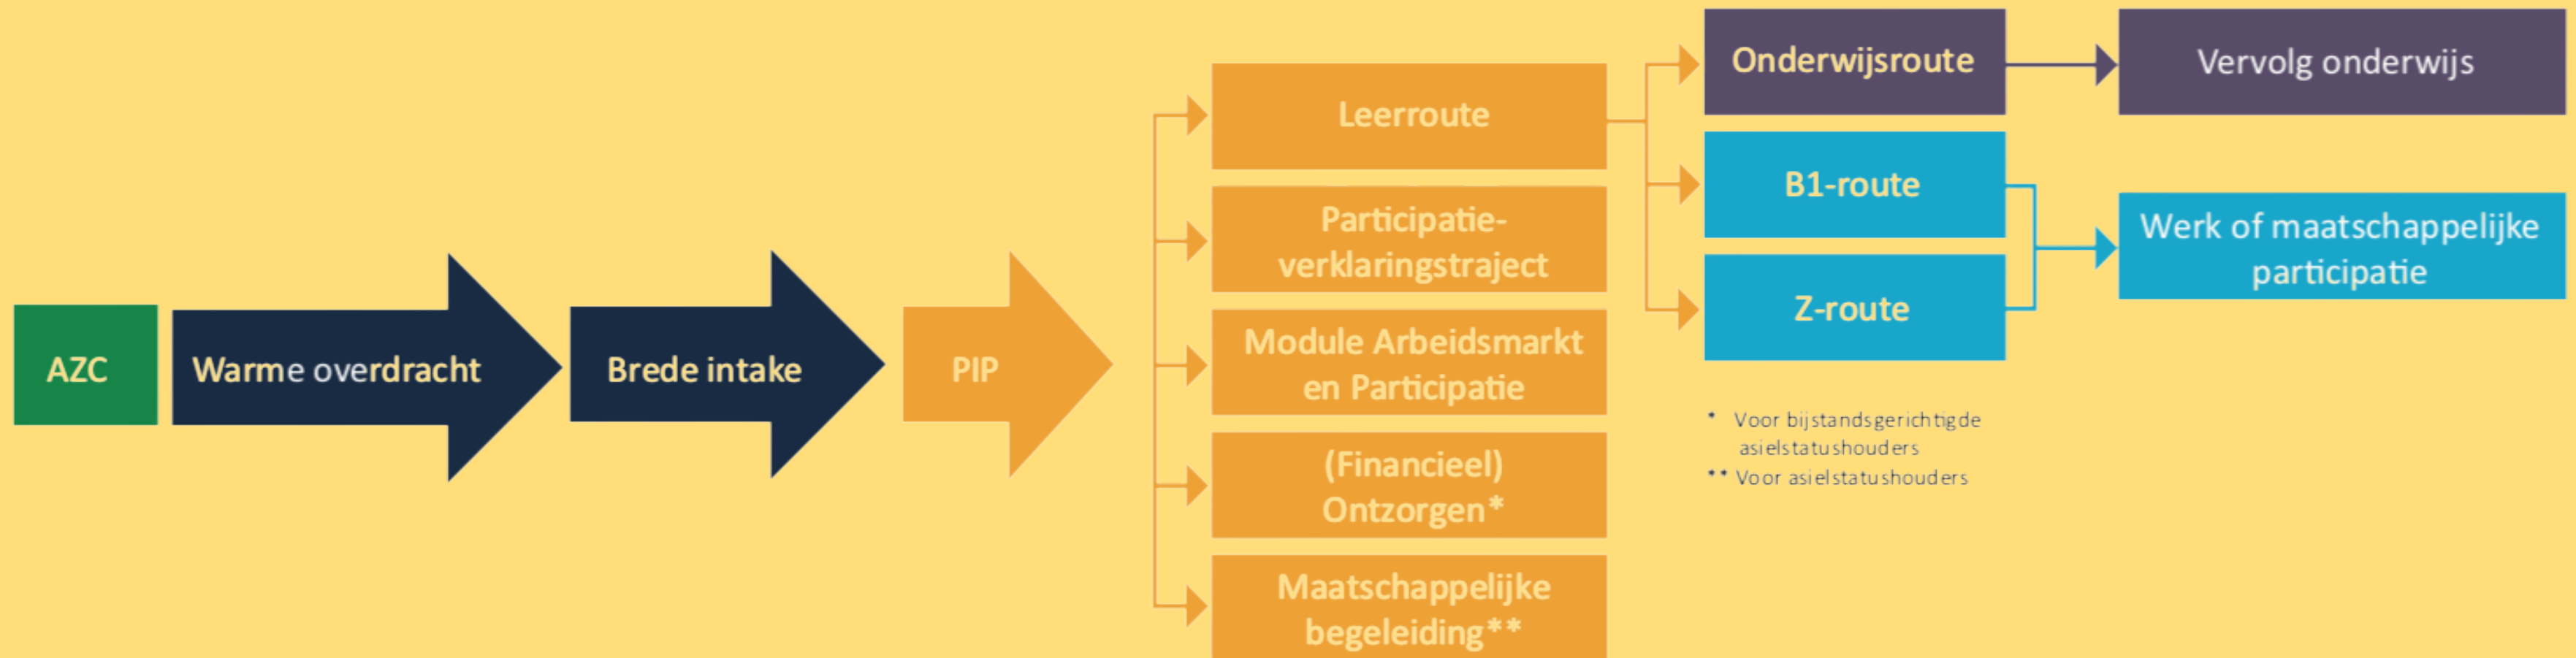 AZC
Warme overdracht
Brede intake
PIP
Leerroute
Participatie-
verklaringstraject
Module Arbeidsmarkt
en Participatie
(Financieel)
Ontzorgen*
Maatschappelijke
begeleiding**
Onderwijsroute
B1-route
Z-route
Vervolg onderwijs
Werk of maatschappelijke
participatie
* Voor bijstandsgerichtigde
asielstatushouders
** Voor asielstatushouders